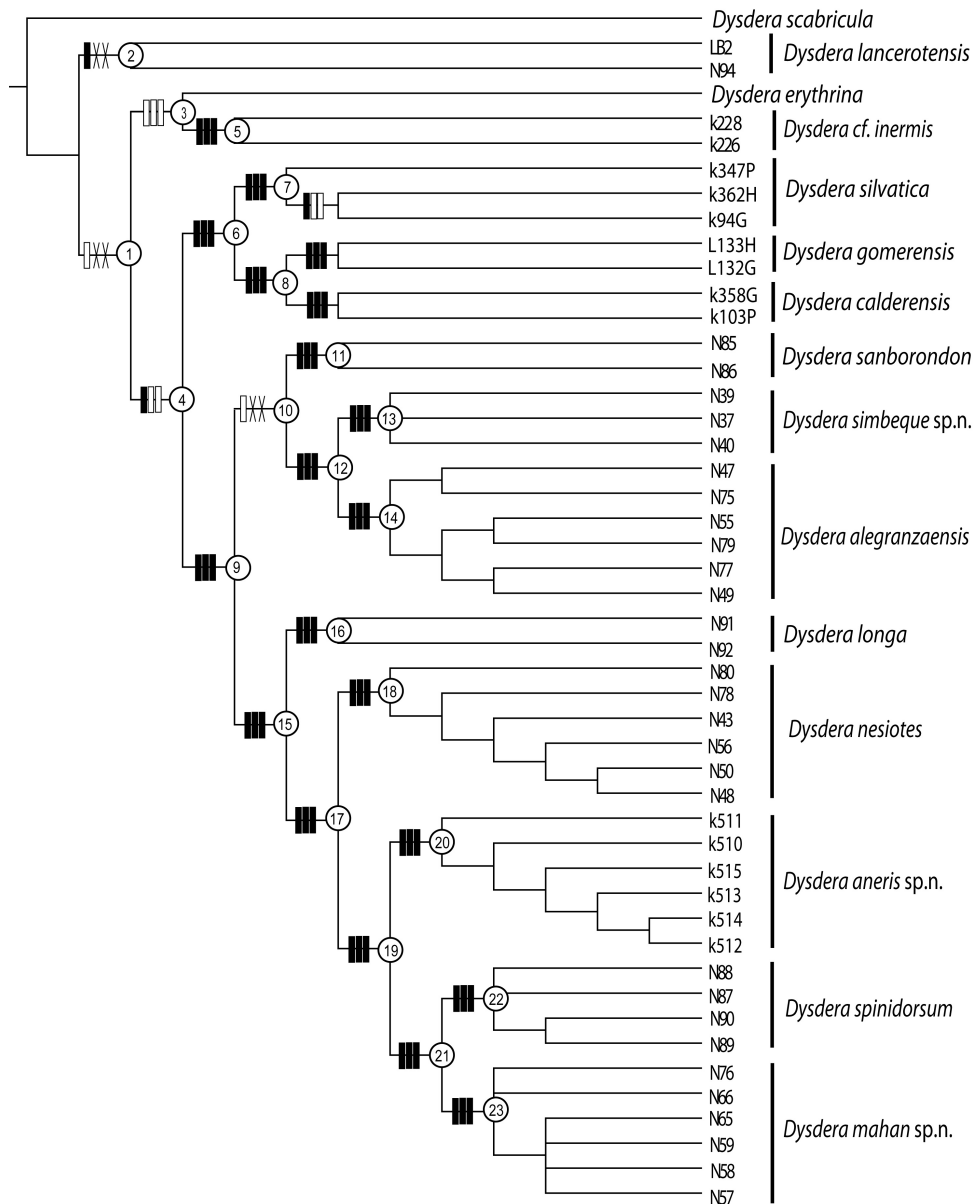 Dysdera scabricula
LB2
Dysdera lancerotensis
N94
Dysdera erythrina
k228
Dysdera cf. inermis
k226
k347P
Dysdera silvatica
k362H
k94G
L133H
Dysdera gomerensis
L132G
k358G
Dysdera calderensis
k103P
N85
Dysdera sanborondon
N86
N39
N37
Dysdera simbeque sp.n.
N40
N47
N75
N55
Dysdera alegranzaensis
N79
N77
N49
N91
Dysdera longa
N92
N80
N78
N43
Dysdera nesiotes
N56
N50
N48
k511
k510
k515
Dysdera aneris sp.n.
k513
k514
k512
N88
N87
Dysdera spinidorsum
N90
N89
N76
N66
N65
Dysdera mahan sp.n.
N59
N58
N57
1
2
3
4
5
6
7
8
9
10
11
12
13
14
15
16
17
18
19
20
21
22
23